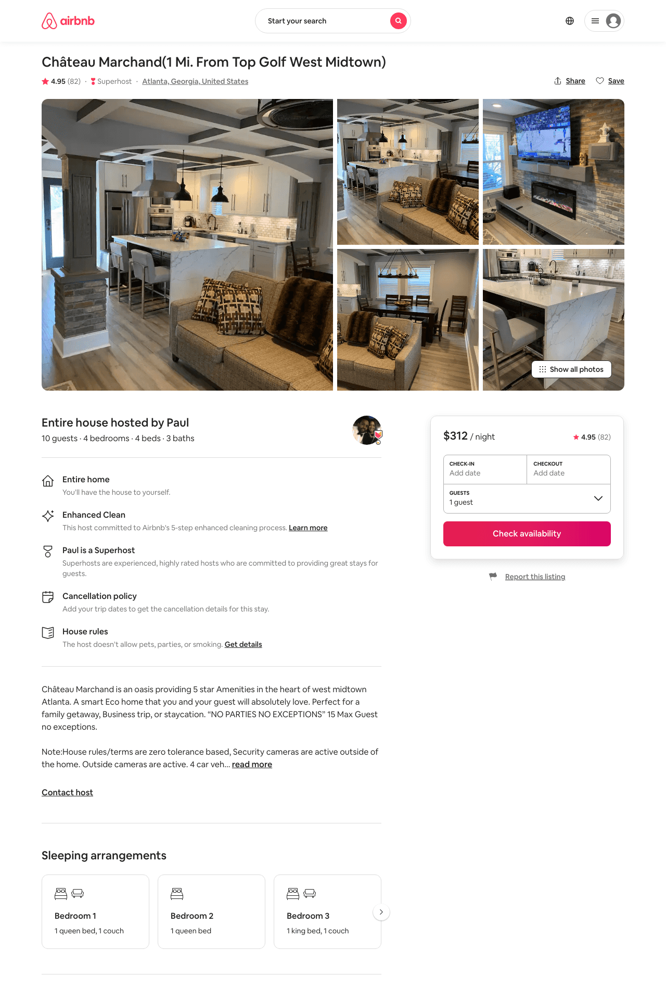 airbnb
Start your search
Château Marchand(1 Mi. From Top Golf West Midtown)
4.95 (82) · Superhost · Atlanta, Georgia, United States
Share
Save
Show all photos
Entire house hosted by Paul
10 guests · 4 bedrooms · 4 beds · 3 baths
Entire home
You'll have the house to yourself.
Enhanced Clean
This host committed to Airbnb's 5-step enhanced cleaning process. Learn more
Paul is a Superhost
Superhosts are experienced, highly rated hosts who are committed to providing great stays for
guests.
Cancellation policy
Add your trip dates to get the cancellation details for this stay.
House rules
The host doesn't allow pets, parties, or smoking. Get details
Château Marchand is an oasis providing 5 star Amenities in the heart of west midtown
Atlanta. A smart Eco home that you and your guest will absolutely love. Perfect for a
family getaway, Business trip, or staycation. “NO PARTIES NO EXCEPTIONS” 15 Max Guest
no exceptions.
Note:House rules/terms are zero tolerance based, Security cameras are active outside of
the home. Outside cameras are active. 4 car veh... read more
Contact host
Sleeping arrangements
Bedroom 1
1 queen bed, 1 couch
Bedroom 2
1 queen bed
Bedroom 3
1 king bed, 1 couch
$312 / night
4.95 (82)
CHECK-IN
Add date
CHECKOUT
Add date
GUESTS
1 guest
Check availability
Report this listing